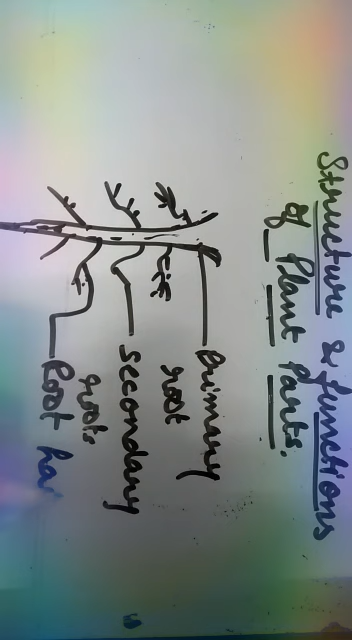 Structure & functions
of Plant Parts.
Primary
root
Secondary
roots
Root ha